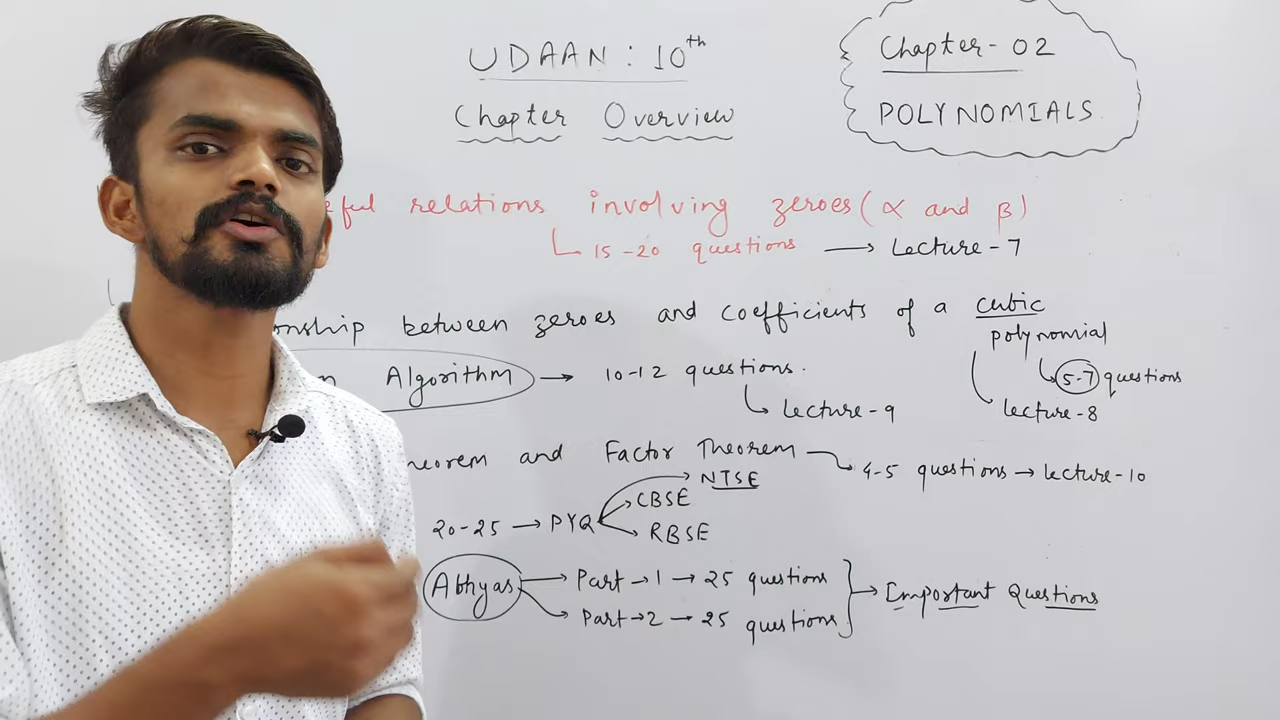 UDAAN : 10th
Chapter Overview
Chapter - 02
POLYNOMIALS
relations involving zeroes (α and β)
15-20 questions → Lecture - 7
between zeroes and coefficients of a cubic
polynomial
5-7 questions
lecture-8
Algorithm → 10-12 questions.
lecture-9
and Factor Theorem 4-5 questions → lecture-10
NTSE
CBSE
20-25 → PYQ
RBSE
Abhyas → Part → 1 → 25 questions
Part → 2 → 25 questions
→ Important Questions